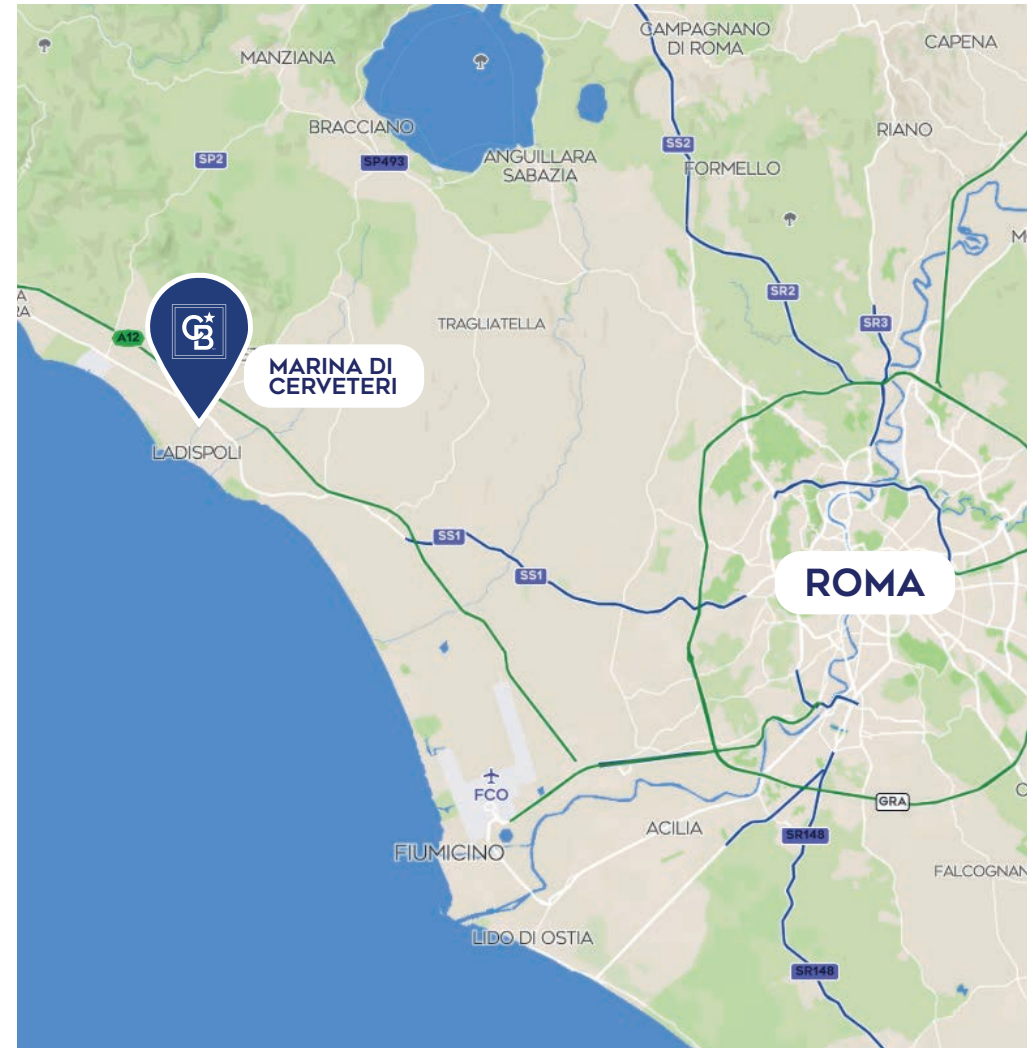 CAMPAGNANO
DI ROMA
CAPENA
MANZIANA
BRACCIANO
RIANO
SS2
SP2
SP493
ANGUILLARA
SABAZIA
FORMELLO
SR2
CB
A12
TRAGLIATELLA
SR3
MARINA DI
CERVETERI
LADISPOLI
SS1
SS1
ROMA
FCO
GRA
ACILIA
SR148
FIUMICINO
FALCOGNAN
LIDO DI OSTIA
SR148